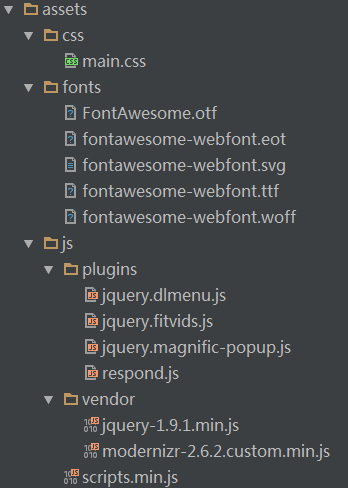 assets
css
main.css
fonts
FontAwesome.otf
fontawesome-webfont.eot
fontawesome-webfont.svg
fontawesome-webfont.ttf
fontawesome-webfont.woff
js
plugins
jquery.dlmenu.js
jquery.fitvids.js
jquery.magnific-popup.js
respond.js
vendor
jquery-1.9.1.min.js
modernizr-2.6.2.custom.min.js
scripts.min.js